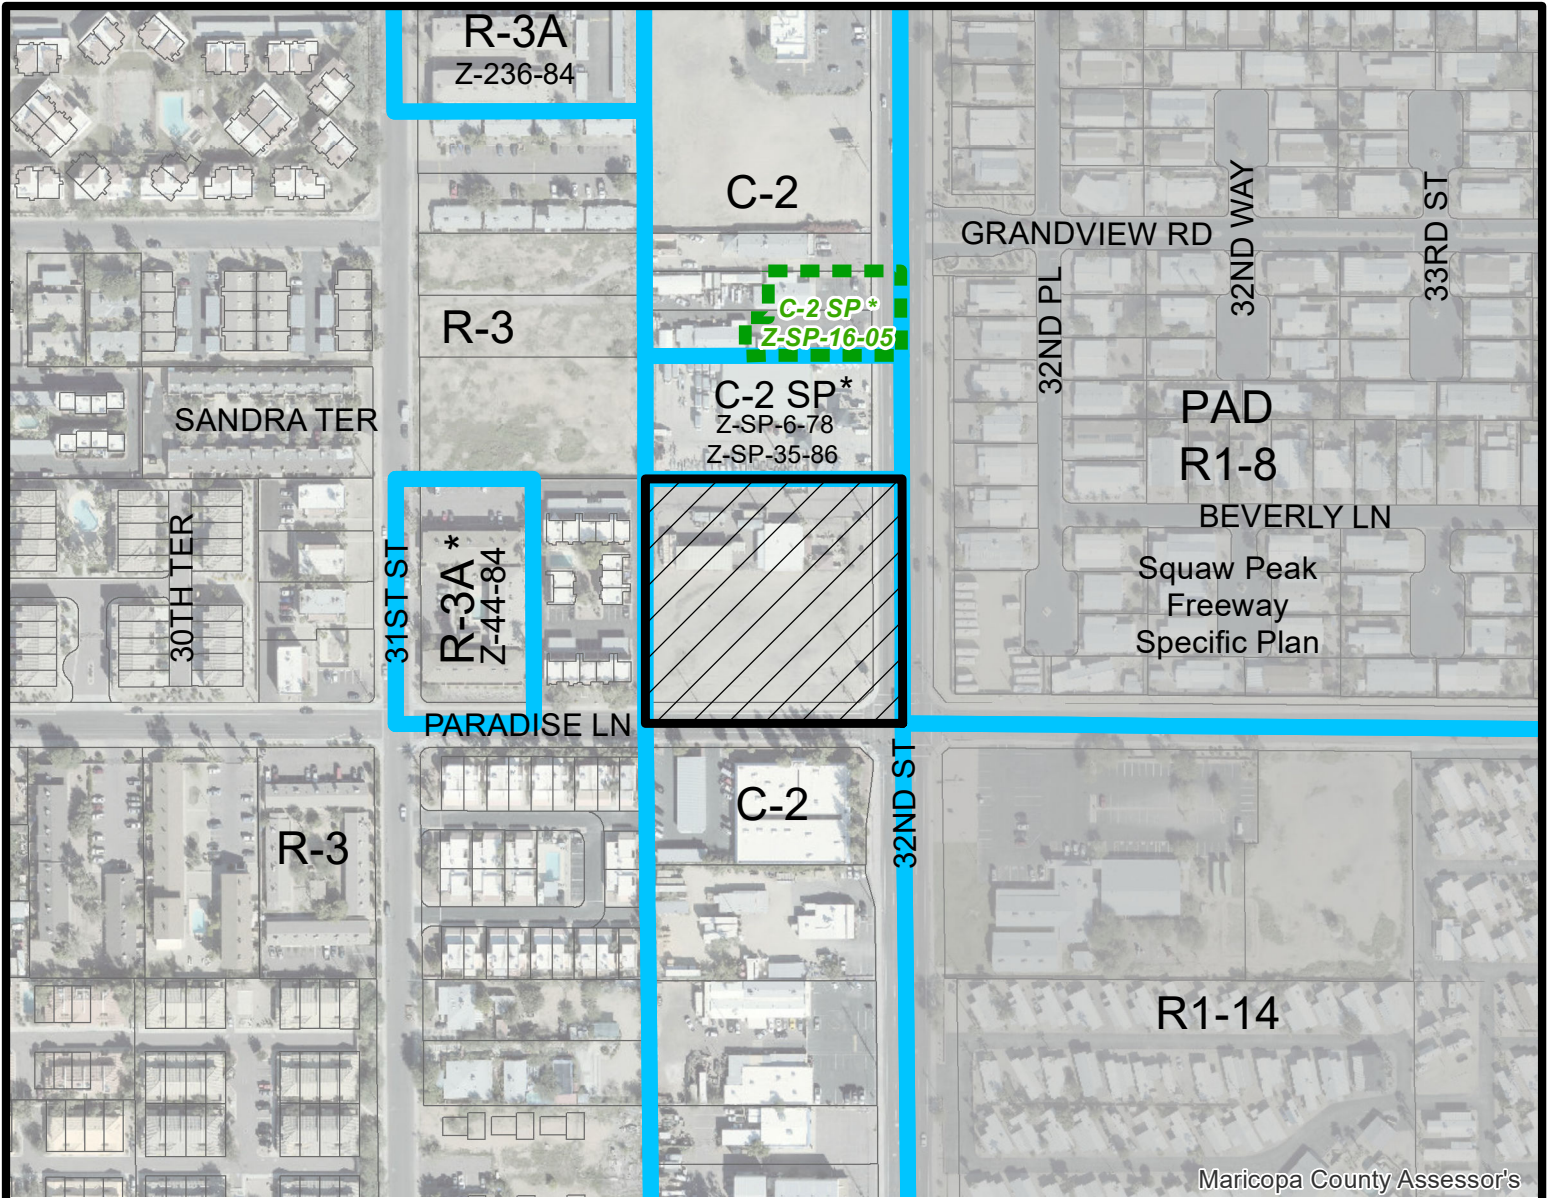 R-3A
Z-236-84
C-2
GRANDVIEW RD
32ND WAY
33RD ST
32ND PL
C-2 SP *
Z-SP-16-05
R-3
C-2 SP*
Z-SP-6-78
Z-SP-35-86
SANDRA TER
PAD
R1-8
BEVERLY LN
30TH TER
31ST ST
R-3A *
Z-44-84
Squaw Peak
Freeway
Specific Plan
PARADISE LN
32ND ST
C-2
R-3
R1-14
Maricopa County Assessor's